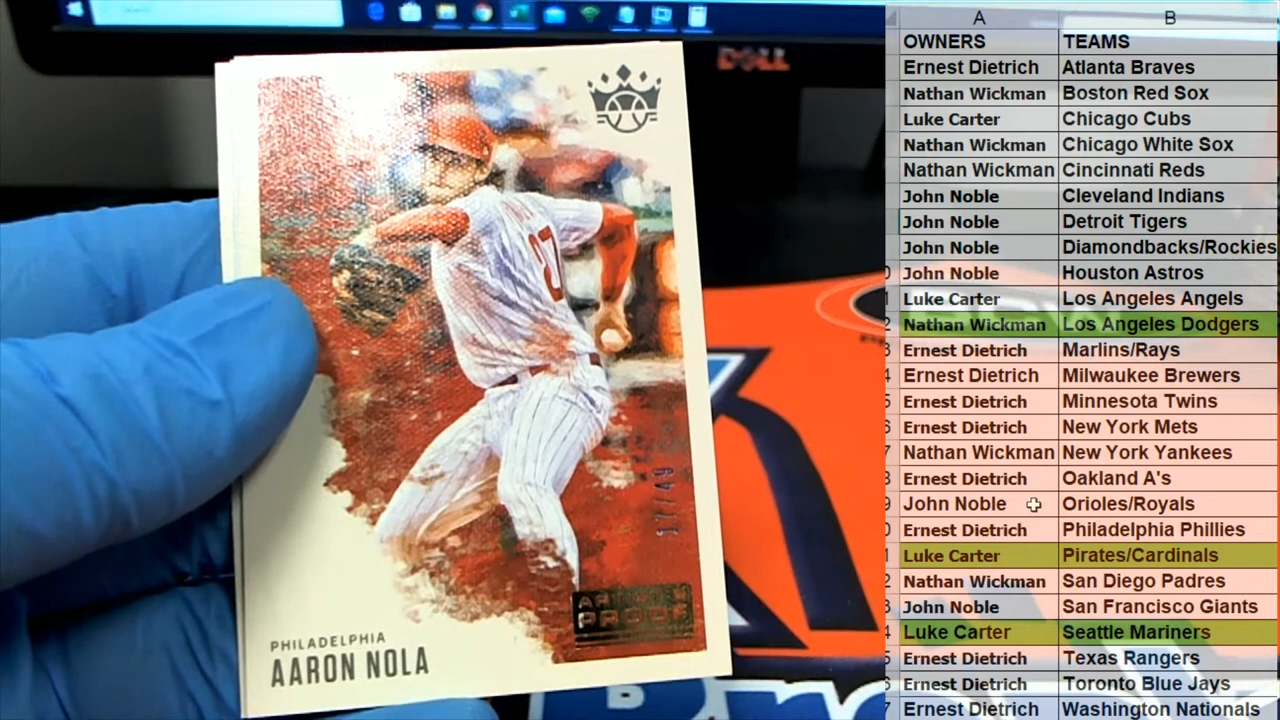 DELL
27
17/49
ARTIST'S
PROOF
PHILADELPHIA
AARON NOLA
A B
OWNERS TEAMS
Ernest Dietrich Atlanta Braves
Nathan Wickman Boston Red Sox
Luke Carter Chicago Cubs
Nathan Wickman Chicago White Sox
Nathan Wickman Cincinnati Reds
John Noble Cleveland Indians
John Noble Detroit Tigers
John Noble Diamondbacks/Rockies
John Noble Houston Astros
Luke Carter Los Angeles Angels
Nathan Wickman Los Angeles Dodgers
Ernest Dietrich Marlins/Rays
Ernest Dietrich Milwaukee Brewers
Ernest Dietrich Minnesota Twins
Ernest Dietrich New York Mets
Nathan Wickman New York Yankees
Ernest Dietrich Oakland A's
John Noble Orioles/Royals
Ernest Dietrich Philadelphia Phillies
Luke Carter Pirates/Cardinals
Nathan Wickman San Diego Padres
John Noble San Francisco Giants
Luke Carter Seattle Mariners
Ernest Dietrich Texas Rangers
Ernest Dietrich Toronto Blue Jays
Ernest Dietrich Washington Nationals